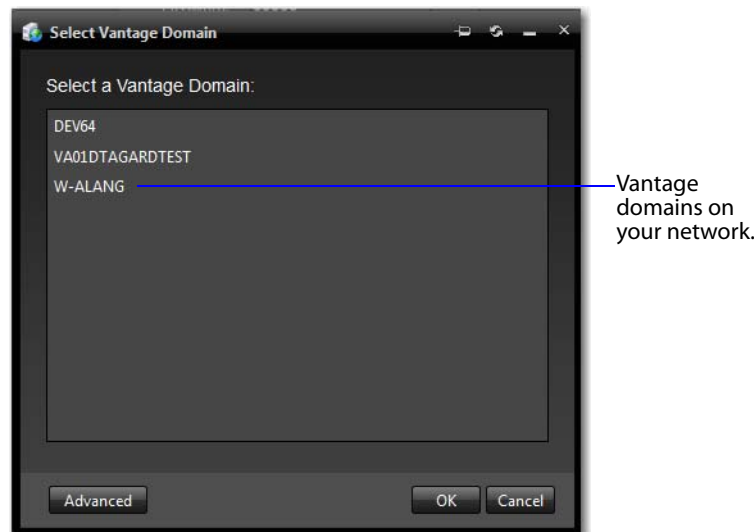 Select Vantage Domain
Select a Vantage Domain:
DEV64
VA01DTAGARDTEST
W-ALANG
Vantage
domains on
your network.
Advanced
OK
Cancel